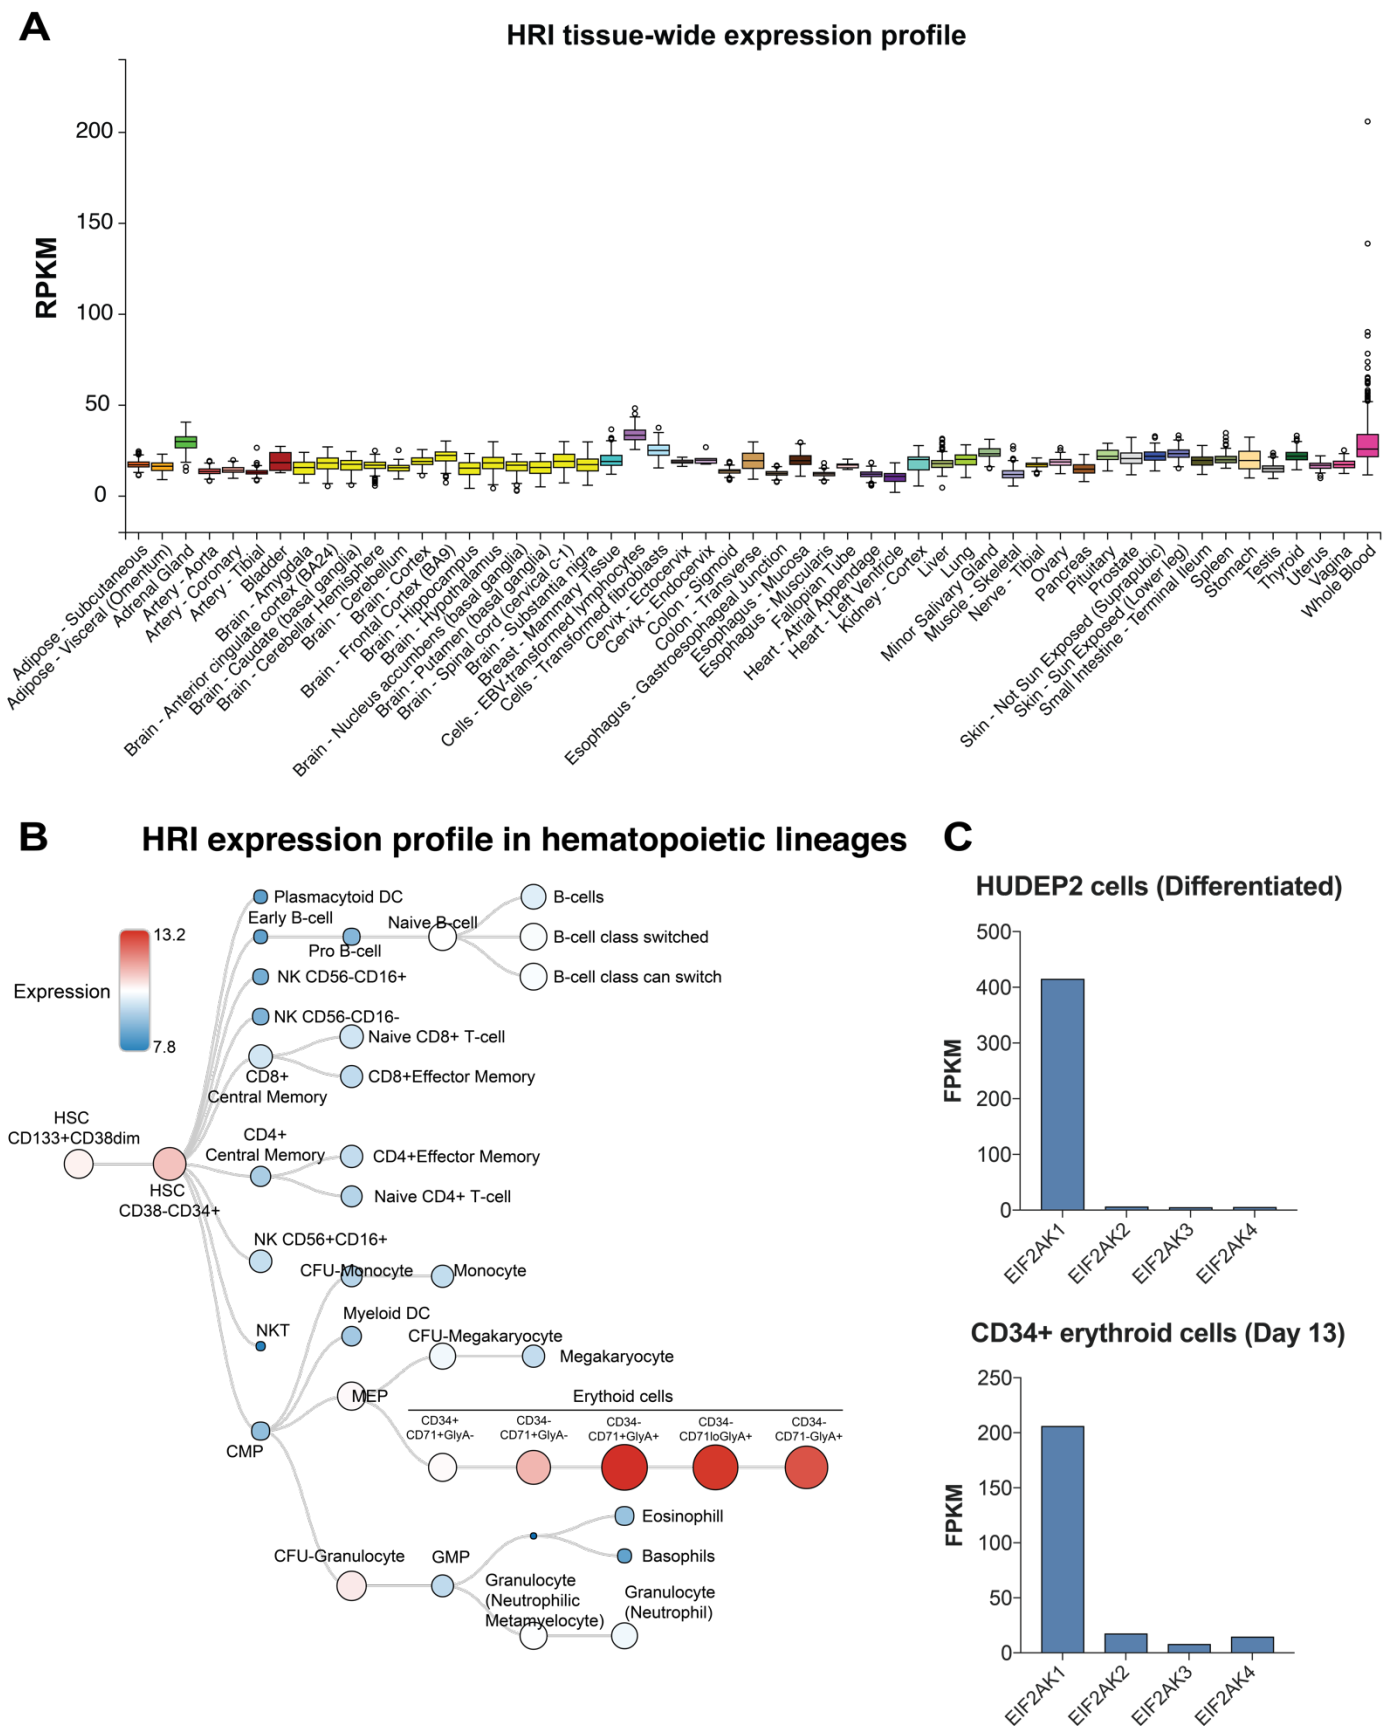 A
HRI tissue-wide expression profile
RPKM
200
150
100
50
0
Adipose - Subcutaneous
Adipose - Visceral (Omentum)
Adrenal Gland
Artery - Aorta
Artery - Coronary
Artery - Tibial
Bladder
Brain - Amygdala
Brain - Anterior cingulate cortex (BA24)
Brain - Caudate (basal ganglia)
Brain - Cerebellar Hemisphere
Brain - Cerebellum
Brain - Cortex
Brain - Frontal Cortex (BA9)
Brain - Hippocampus
Brain - Hypothalamus
Brain - Nucleus accumbens (basal ganglia)
Brain - Putamen (basal ganglia)
Brain - Spinal cord (cervical c-1)
Brain - Substantia nigra
Breast - Mammary Tissue
Cells - EBV-transformed lymphocytes
Cells - Transformed fibroblasts
Cervix - Ectocervix
Cervix - Endocervix
Colon - Sigmoid
Colon - Transverse
Esophagus - Gastroesophageal Junction
Esophagus - Mucosa
Esophagus - Muscularis
Fallopian Tube
Heart - Atrial Appendage
Heart - Left Ventricle
Kidney - Cortex
Liver
Lung
Minor Salivary Gland
Muscle - Skeletal
Nerve - Tibial
Ovary
Pancreas
Pituitary
Prostate
Skin - Not Sun Exposed (Suprapubic)
Skin - Sun Exposed (Lower leg)
Small Intestine - Terminal Ileum
Spleen
Stomach
Testis
Thyroid
Uterus
Vagina
Whole Blood
B
HRI expression profile in hematopoietic lineages
Expression
13.2
7.8
Plasmacytoid DC
Early B-cell
Pro B-cell
Naive B-cell
B-cells
B-cell class switched
B-cell class can switch
NK CD56-CD16+
NK CD56-CD16-
Naive CD8+ T-cell
CD8+
Central Memory
CD8+Effector Memory
HSC
CD133+CD38dim
CD4+
Central Memory
CD4+Effector Memory
HSC
CD38-CD34+
Naive CD4+ T-cell
NK CD56+CD16+
CFU-Monocyte
Monocyte
NKT
Myeloid DC
CFU-Megakaryocyte
Megakaryocyte
MEP
Erythoid cells
CD34+
CD71+GlyA-
CD34-
CD71+GlyA-
CD34-
CD71+GlyA+
CD34-
CD71loGlyA+
CD34-
CD71-GlyA+
CMP
Eosinophill
Basophils
CFU-Granulocyte
GMP
Granulocyte
(Neutrophilic
Metamyelocyte)
Granulocyte
(Neutrophil)
C
HUDEP2 cells (Differentiated)
FPKM
500
400
300
200
100
0
EIF2AK1
EIF2AK2
EIF2AK3
EIF2AK4
CD34+ erythroid cells (Day 13)
FPKM
250
200
150
100
50
0
EIF2AK1
EIF2AK2
EIF2AK3
EIF2AK4